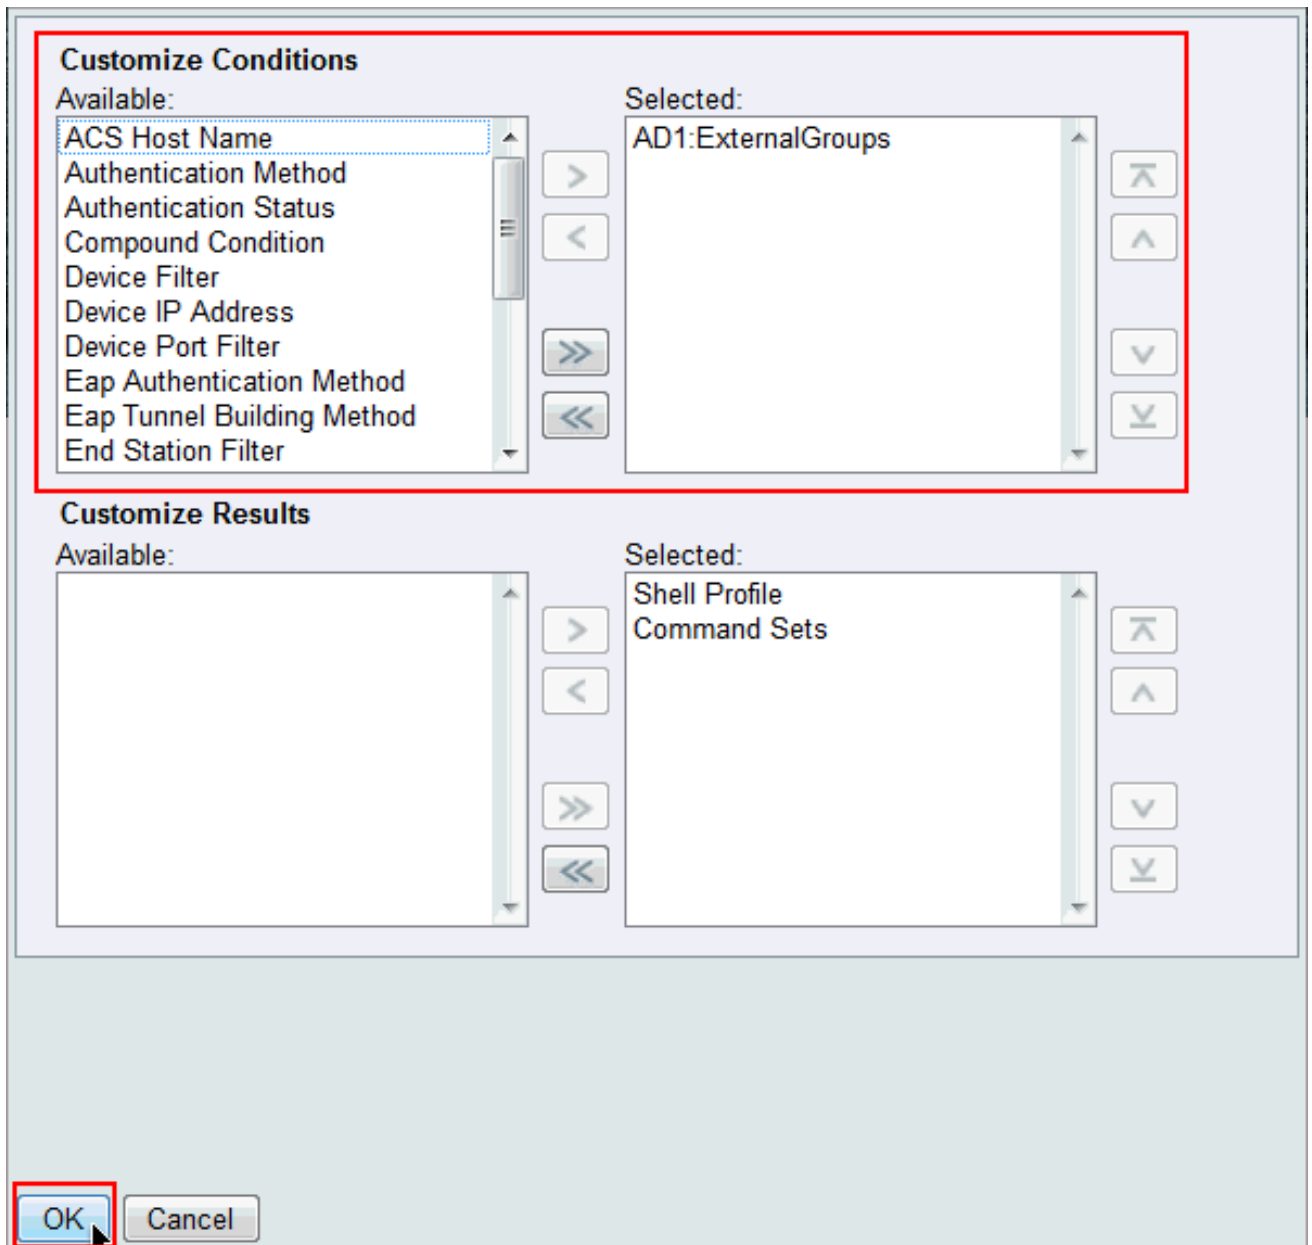 Customize Conditions
Available:
Selected:
ACS Host Name
Authentication Method
Authentication Status
Compound Condition
Device Filter
Device IP Address
Device Port Filter
Eap Authentication Method
Eap Tunnel Building Method
End Station Filter
AD1:ExternalGroups
Customize Results
Available:
Selected:
Shell Profile
Command Sets
OK
Cancel